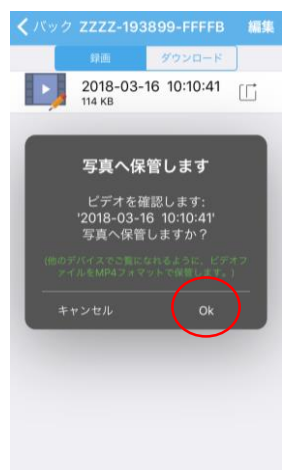 バック ZZZZ-193899-FFFFB 編集
録画 ダウンロード
2018-03-16 10:10:41
114 KB
写真へ保管します
ビデオを確認します:
'2018-03-16 10:10:41'
写真へ保管しますか？
(他のデバイスでご覧になれるように、ビデオフ
ァイルをMP4フォマットで保管します。)
キャンセル Ok